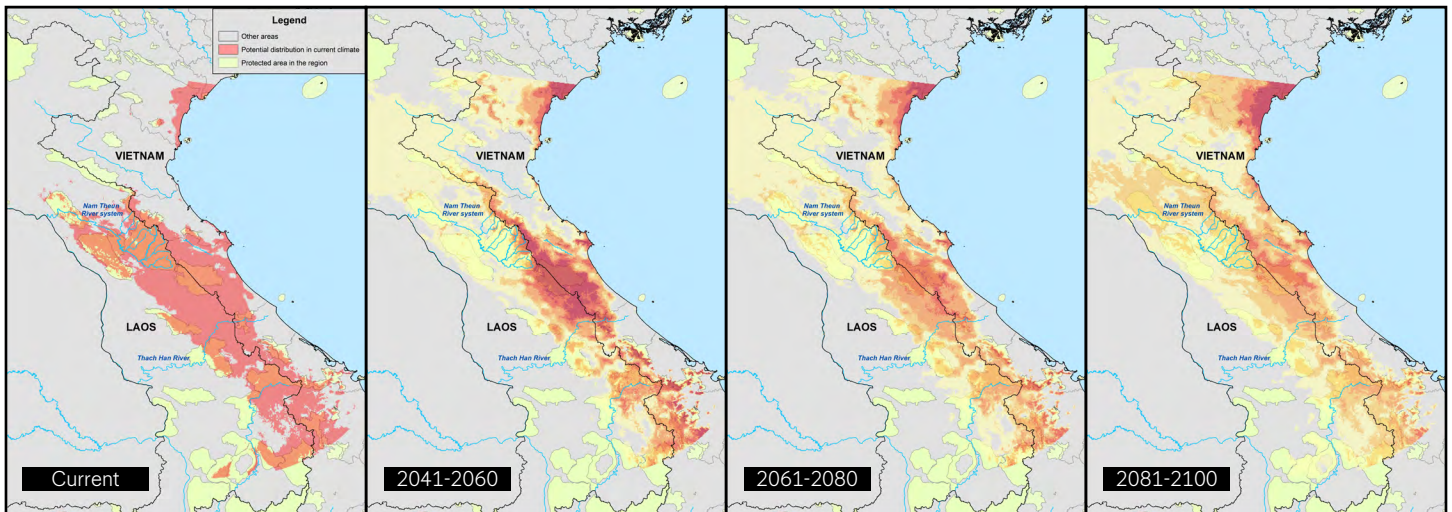 Legend
Other areas
Potential distribution in current climate
Protected area in the region
VIETNAM
Nam Theun
River system
LAOS
Thach Han River
Current
VIETNAM
Nam Theun
River system
LAOS
Thach Han River
2041-2060
VIETNAM
Nam Theun
River system
LAOS
Thach Han River
2061-2080
VIETNAM
Nam Theun
River system
LAOS
Thach Han River
2081-2100